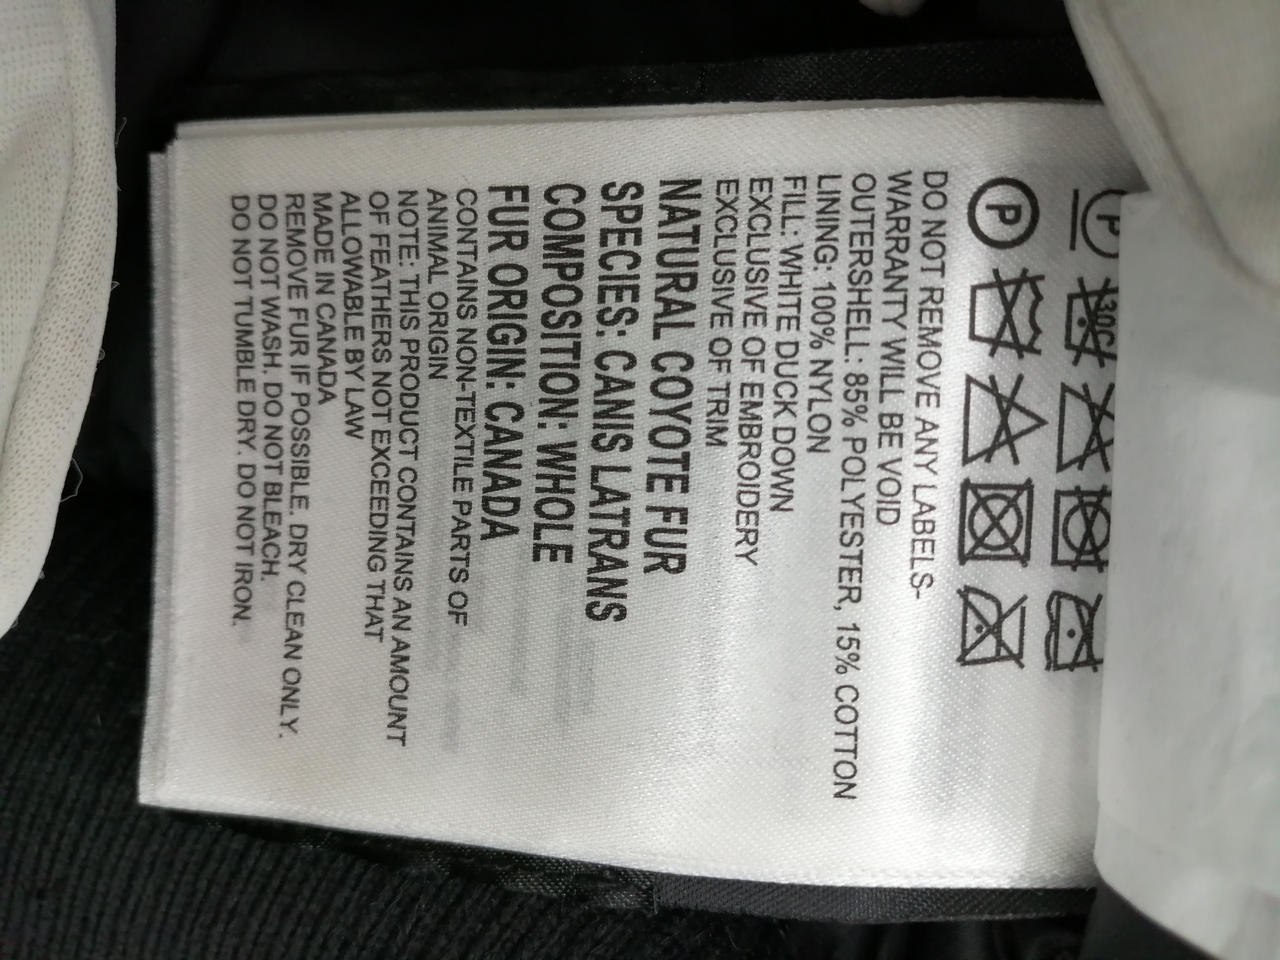 30C
P
P
DO NOT REMOVE ANY LABELS-
WARRANTY WILL BE VOID
OUTERSHELL: 85% POLYESTER, 15% COTTON
LINING: 100% NYLON
FILL: WHITE DUCK DOWN
EXCLUSIVE OF EMBROIDERY
EXCLUSIVE OF TRIM
NATURAL COYOTE FUR
SPECIES: CANIS LATRANS
COMPOSITION: WHOLE
FUR ORIGIN: CANADA
CONTAINS NON-TEXTILE PARTS OF
ANIMAL ORIGIN
NOTE: THIS PRODUCT CONTAINS AN AMOUNT
OF FEATHERS NOT EXCEEDING THAT
ALLOWABLE BY LAW
MADE IN CANADA
REMOVE FUR IF POSSIBLE. DRY CLEAN ONLY.
DO NOT WASH. DO NOT BLEACH.
DO NOT TUMBLE DRY. DO NOT IRON.